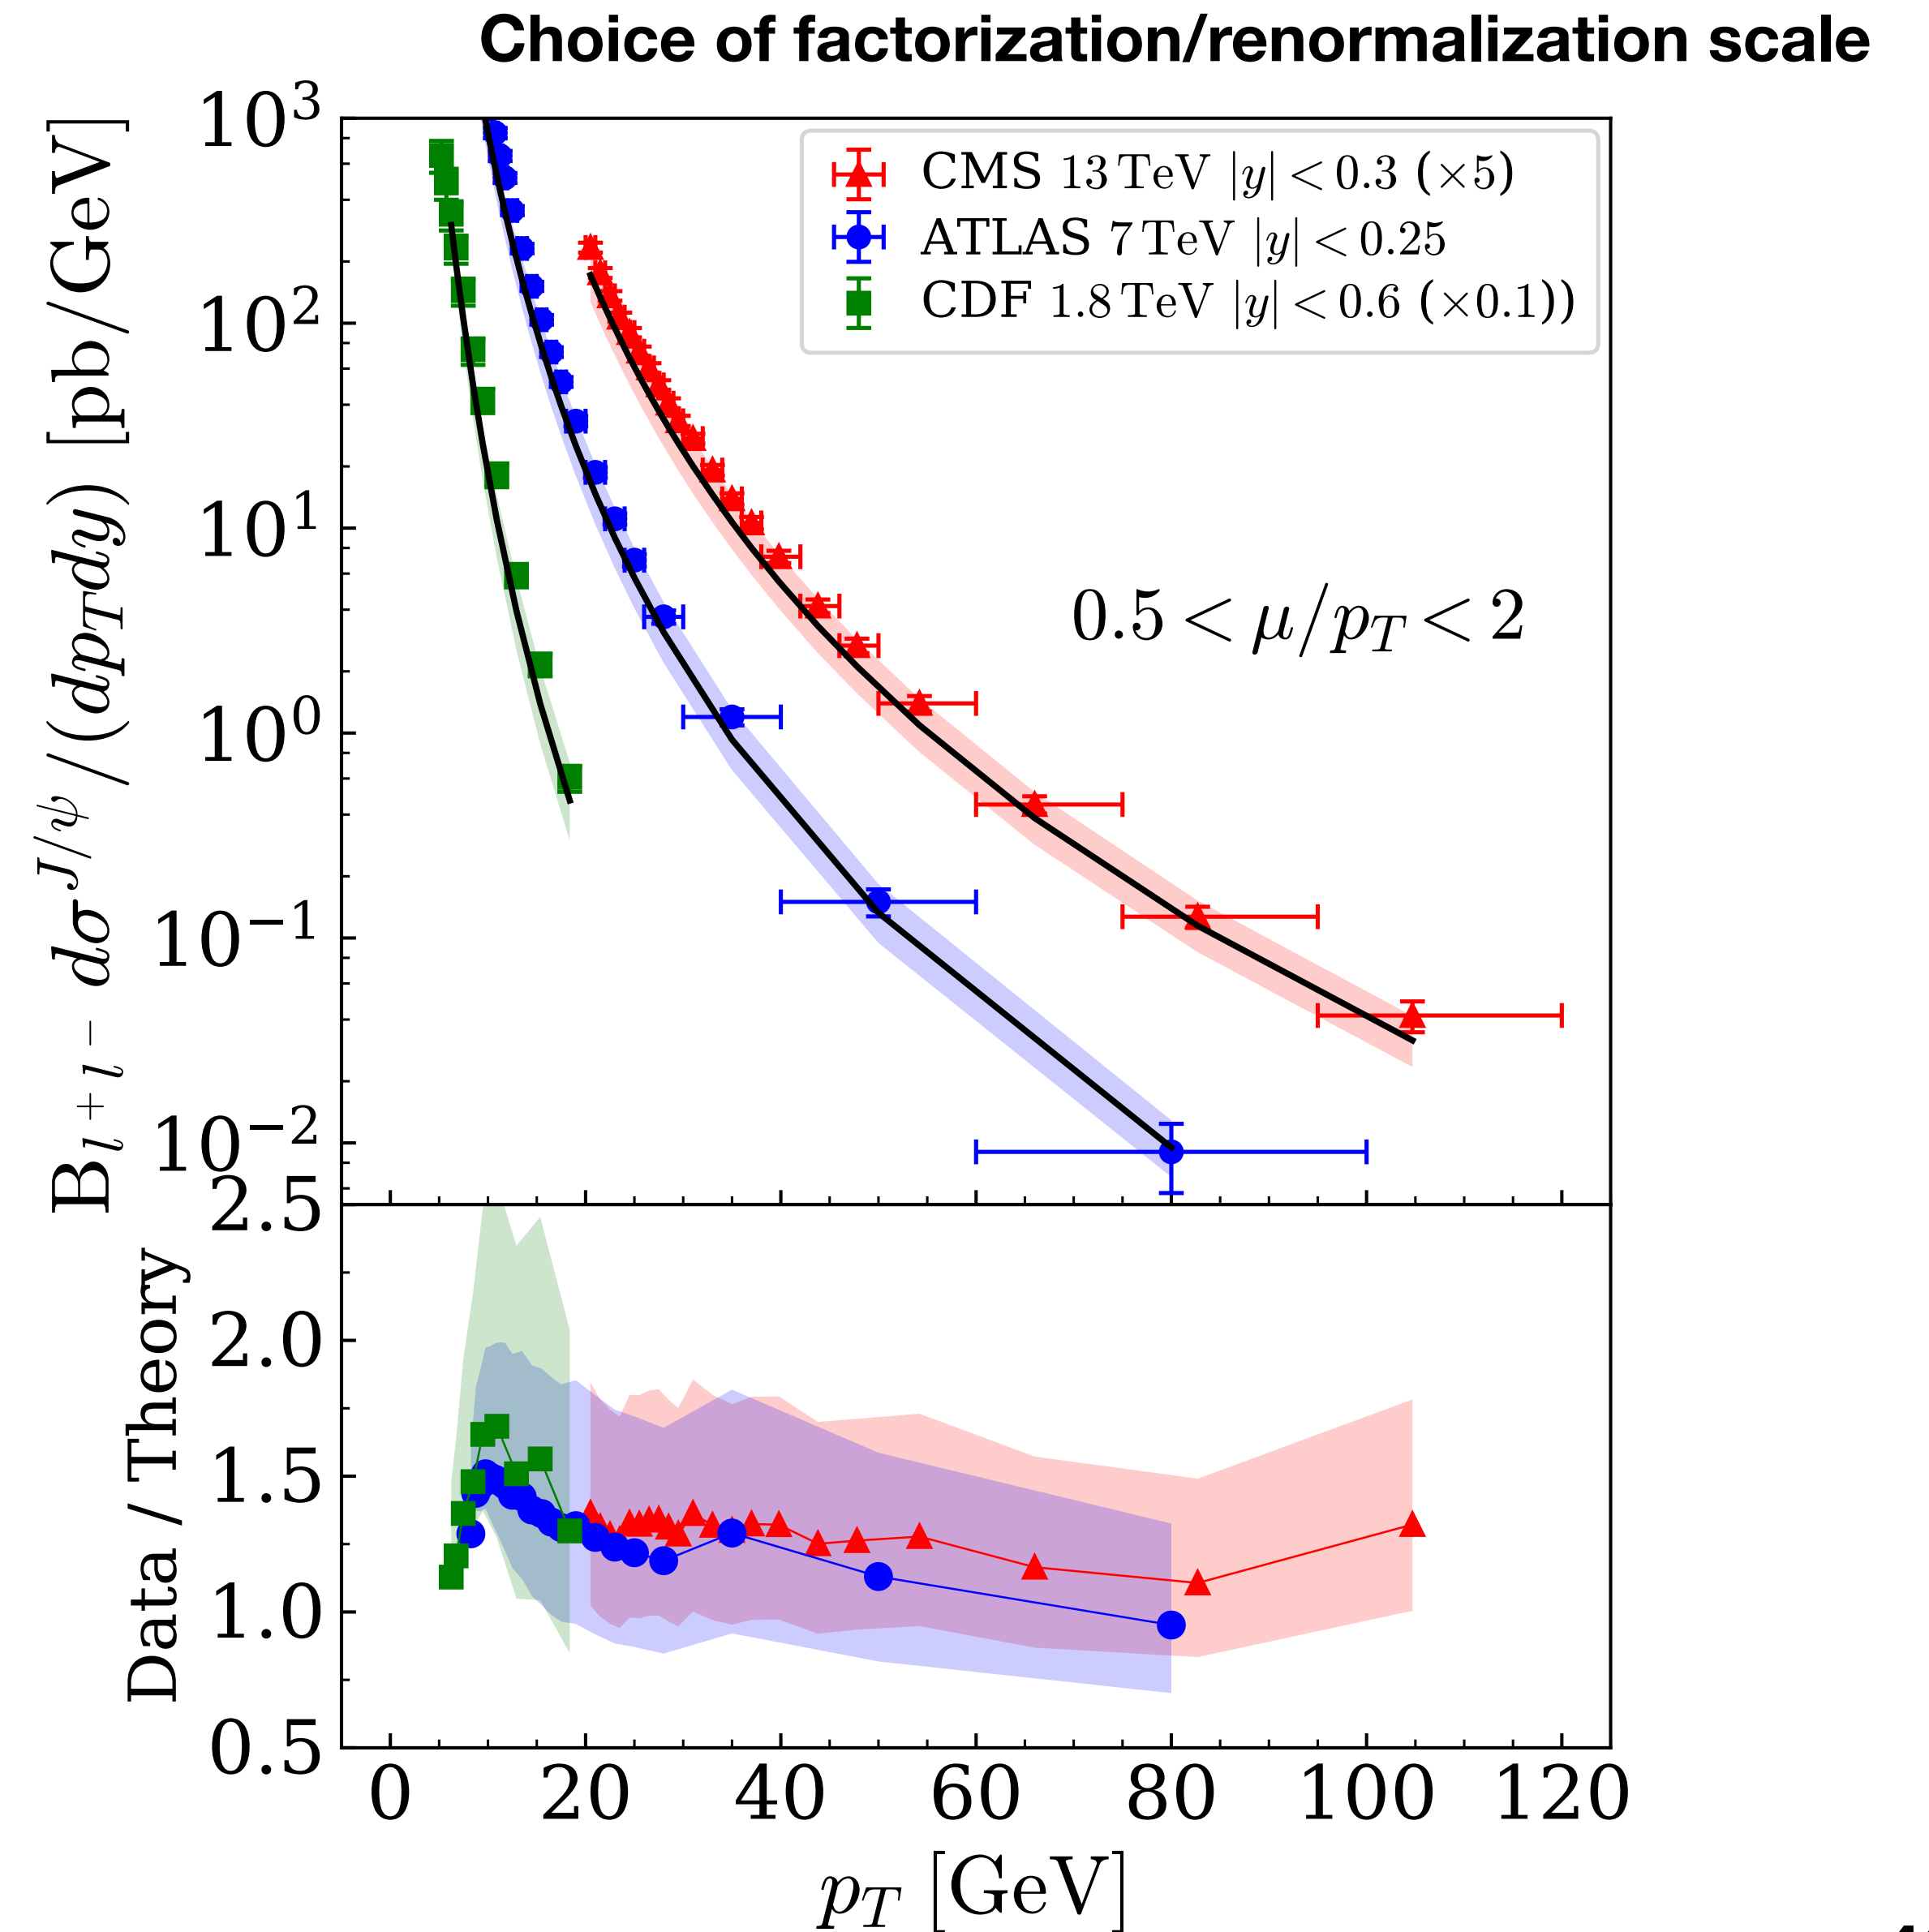 Choice of factorization/renormalization scale
B_{l^+ l^-} dσ^{J/ψ}/(dp_T dy) [pb/GeV]
10³
10²
10¹
10⁰
10⁻¹
10⁻²
CMS 13 TeV |y| < 0.3 (×5)
ATLAS 7 TeV |y| < 0.25
CDF 1.8 TeV |y| < 0.6 (×0.1))
0.5 < μ/p_T < 2
Data / Theory
2.5
2.0
1.5
1.0
0.5
0 20 40 60 80 100 120
p_T [GeV]